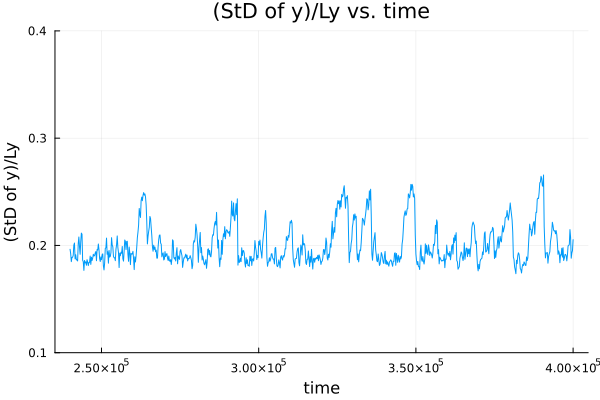 (StD of y)/Ly vs. time
(StD of y)/Ly
0.4
0.3
0.2
0.1
2.50×10⁵ 3.00×10⁵ 3.50×10⁵ 4.00×10⁵
time